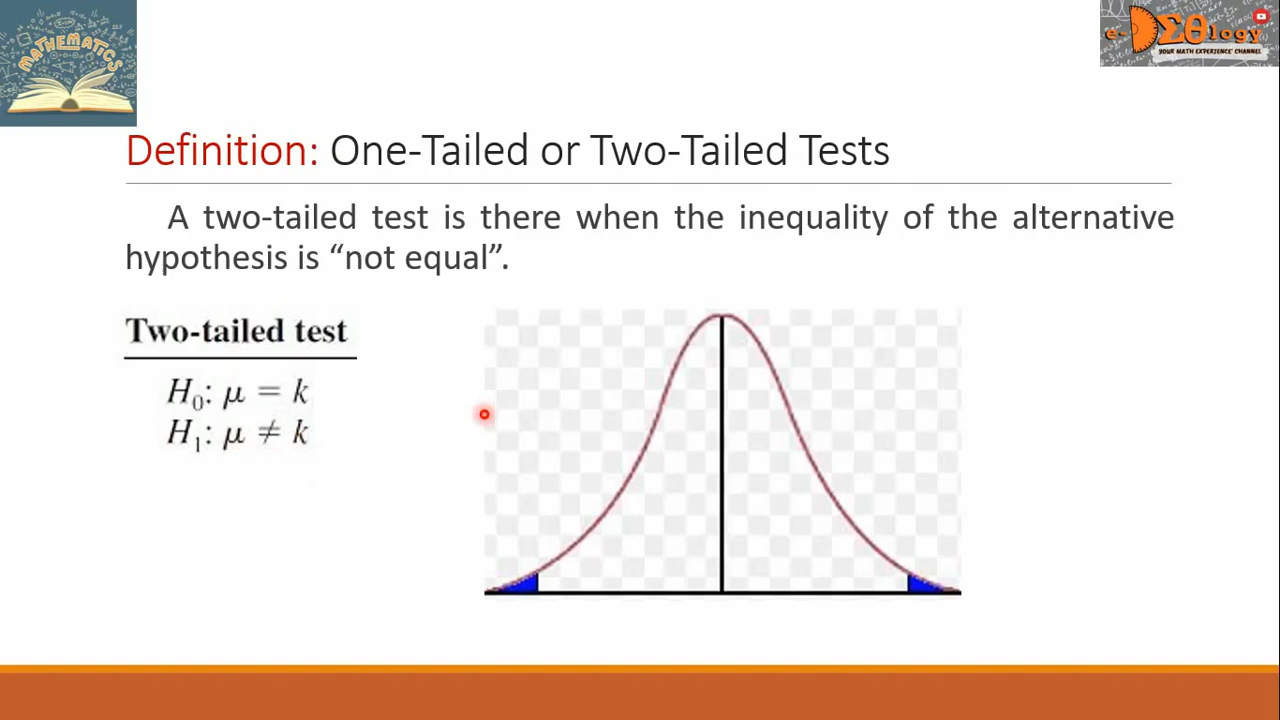 MATHEMATICS
e-DΣθlogy
YOUR MATH EXPERIENCE CHANNEL
Definition: One-Tailed or Two-Tailed Tests
A two-tailed test is there when the inequality of the alternative
hypothesis is “not equal”.
Two-tailed test
H₀: μ = k
H₁: μ ≠ k